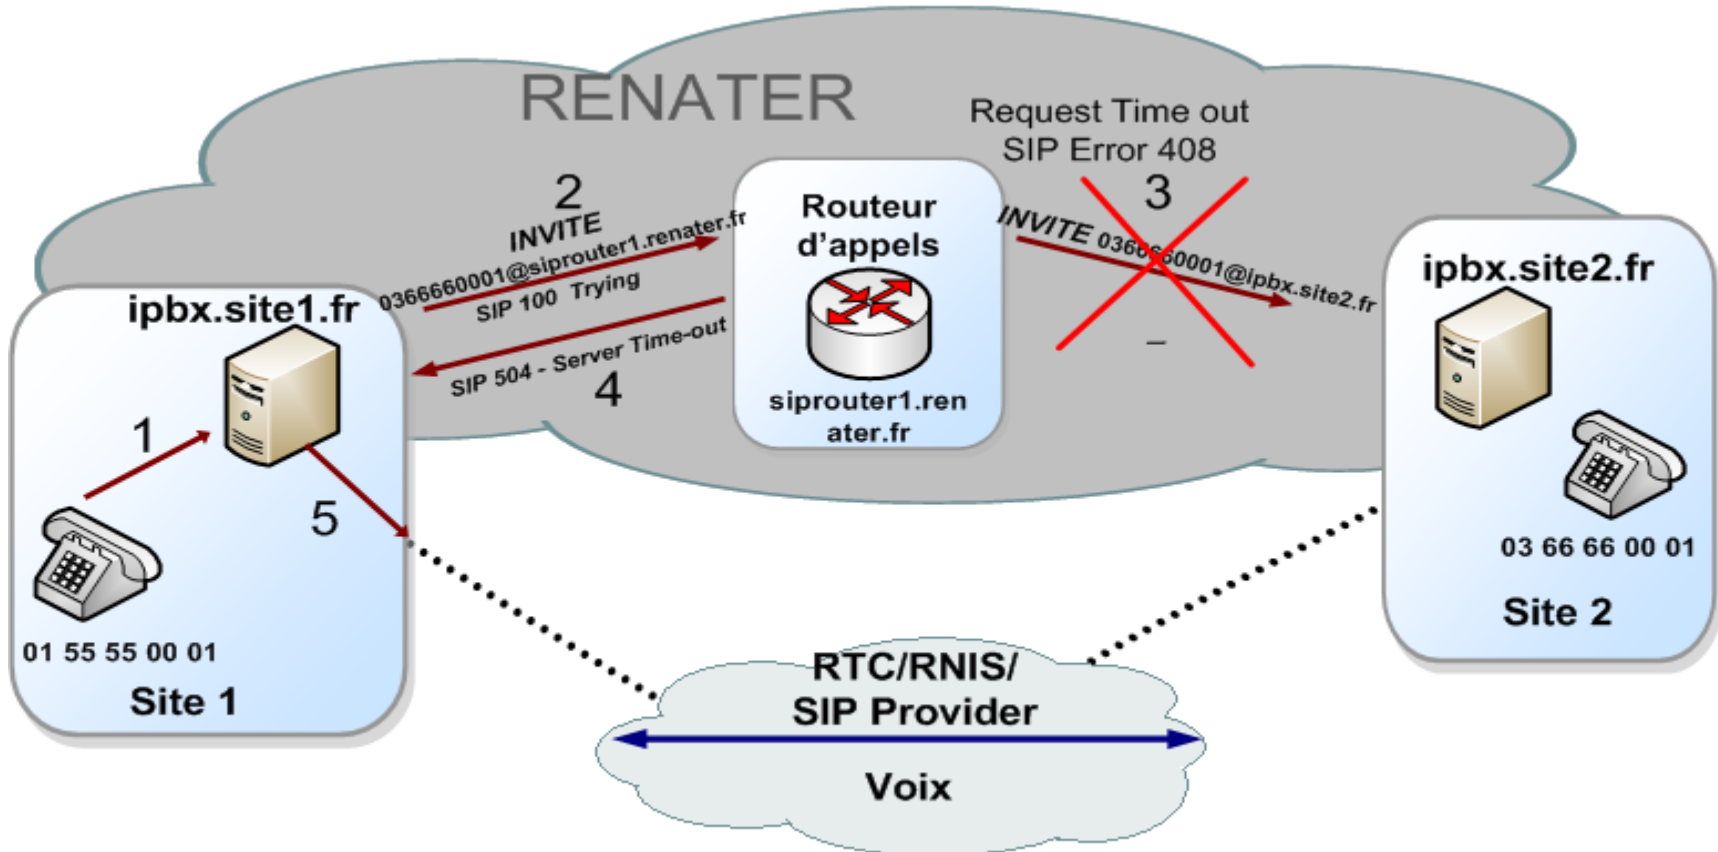 RENATER
Request Time out
SIP Error 408
2
3
INVITE
0366660001@siprouter1.renater.fr
SIP 100 Trying
SIP 504 - Server Time-out
4
Routeur
d’appels
siprouter1.ren
ater.fr
INVITE 0366660001@ipbx.site2.fr
–
ipbx.site1.fr
1
5
01 55 55 00 01
Site 1
ipbx.site2.fr
03 66 66 00 01
Site 2
RTC/RNIS/
SIP Provider
Voix